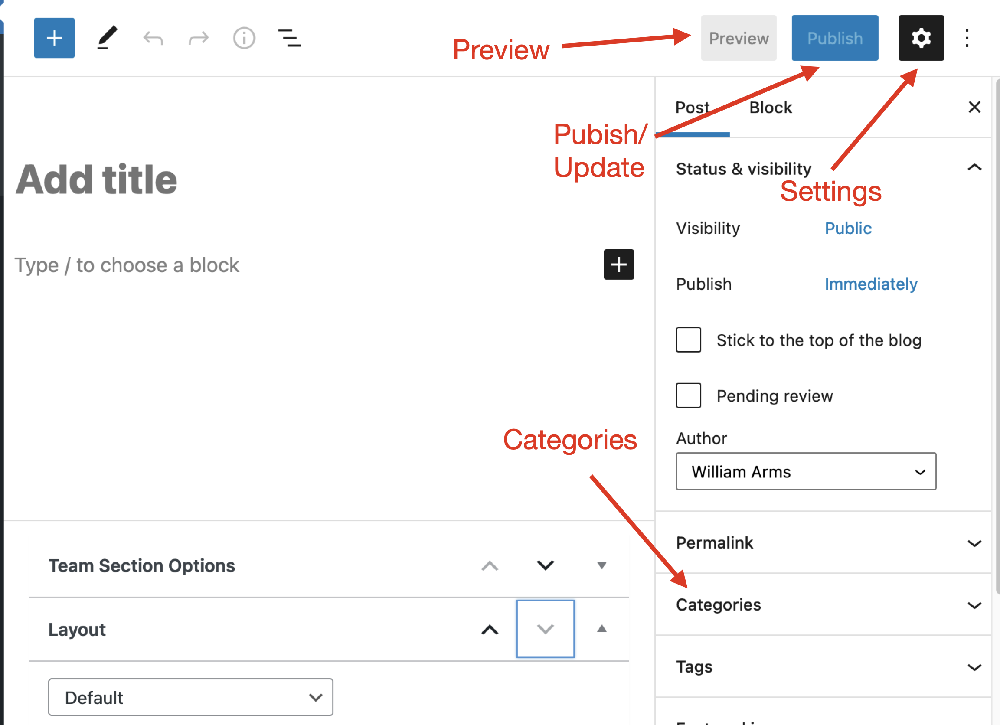 Preview
Preview
Publish
Post
Block
Pubish/
Update
Add title
Status & visibility
Settings
Visibility
Public
Type / to choose a block
Publish
Immediately
Stick to the top of the blog
Pending review
Categories
Author
William Arms
Permalink
Team Section Options
Categories
Layout
Tags
Default